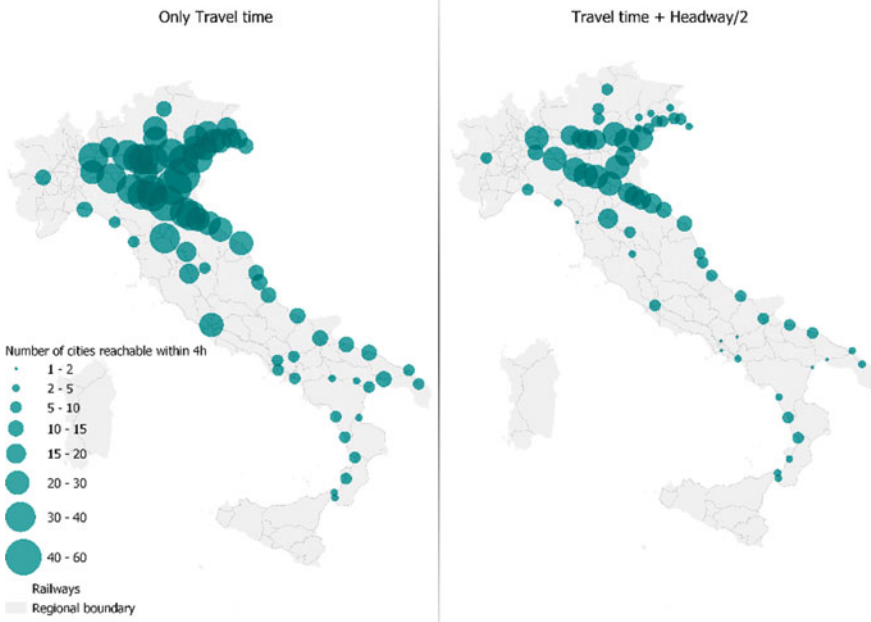 Only Travel time
Travel time + Headway/2
Number of cities reachable within 4h
1 - 2
2 - 5
5 - 10
10 - 15
15 - 20
20 - 30
30 - 40
40 - 60
Railways
Regional boundary